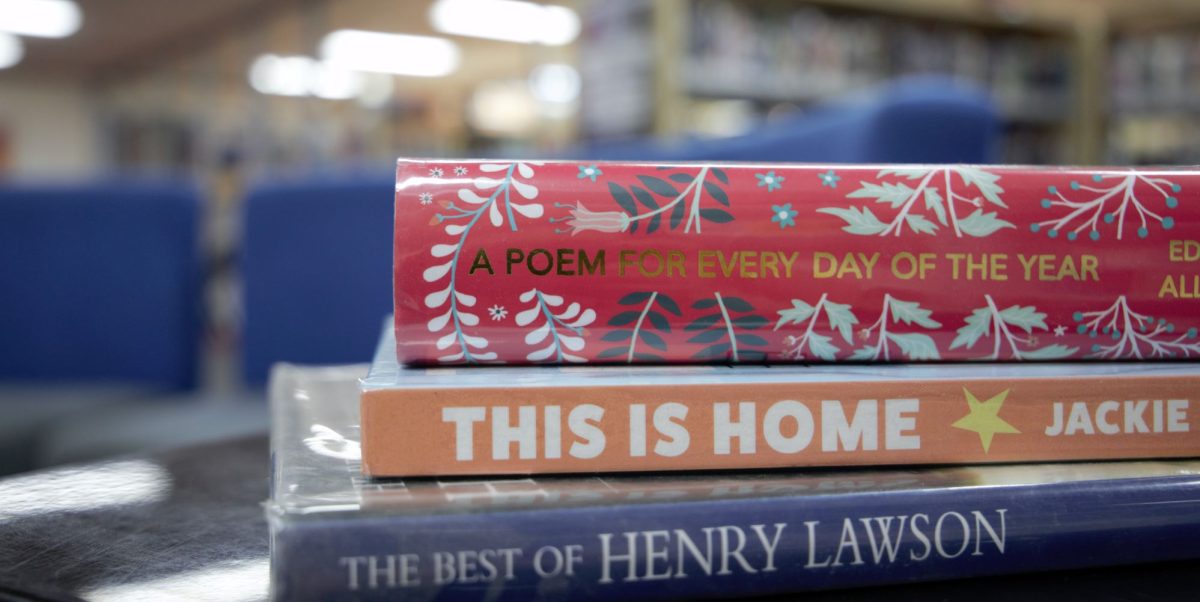 A POEM FOR EVERY DAY OF THE YEAR
ED
ALL
THIS IS HOME
JACKIE
THE BEST OF HENRY LAWSON